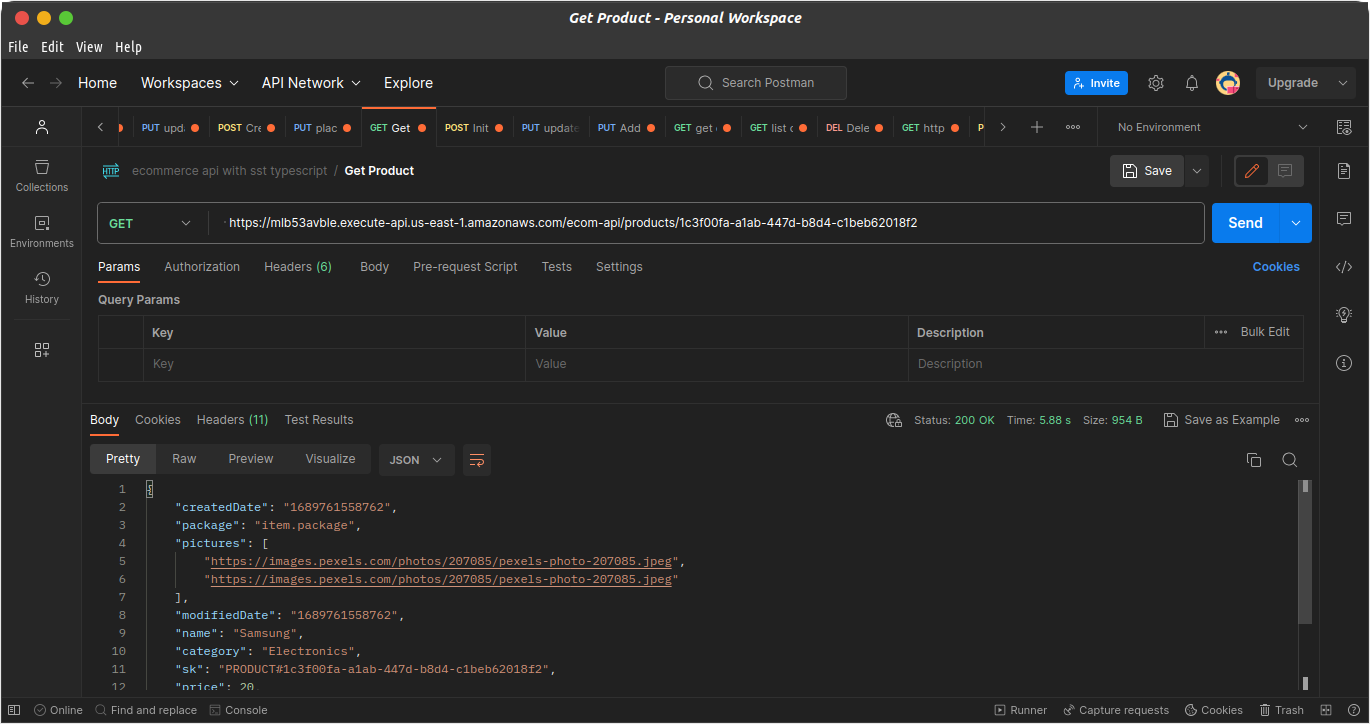 Get Product - Personal Workspace
File Edit View Help
Home Workspaces API Network Explore Search Postman Invite Upgrade
PUT upd POST Cre PUT plac GET Get POST Init PUT update PUT Add GET get GET list c DEL Dele GET http P No Environment
HTTP ecommerce api with sst typescript / Get Product Save
Collections
Environments
History
GET https://mlb53avble.execute-api.us-east-1.amazonaws.com/ecom-api/products/1c3f00fa-a1ab-447d-b8d4-c1beb62018f2 Send
Params Authorization Headers (6) Body Pre-request Script Tests Settings Cookies
Query Params
Key Value Description Bulk Edit
Key Value Description
Body Cookies Headers (11) Test Results Status: 200 OK Time: 5.88 s Size: 954 B Save as Example
Pretty Raw Preview Visualize JSON
1 {
2 "createdDate": "1689761558762",
3 "package": "item.package",
4 "pictures": [
5 "https://images.pexels.com/photos/207085/pexels-photo-207085.jpeg",
6 "https://images.pexels.com/photos/207085/pexels-photo-207085.jpeg"
7 ],
8 "modifiedDate": "1689761558762",
9 "name": "Samsung",
10 "category": "Electronics",
11 "sk": "PRODUCT#1c3f00fa-a1ab-447d-b8d4-c1beb62018f2",
12 "price": 20,
Online Find and replace Console Runner Capture requests Cookies Trash